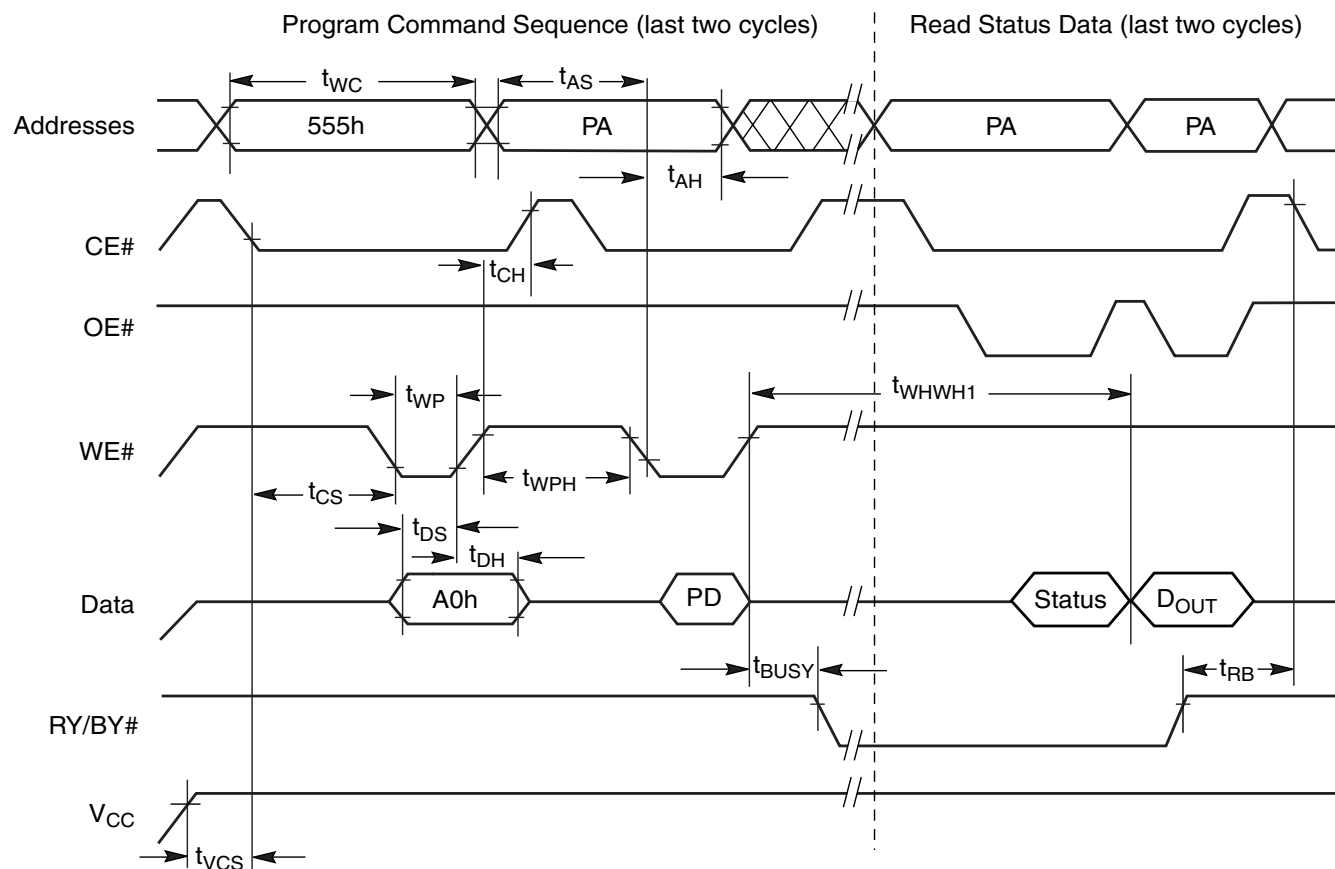 Program Command Sequence (last two cycles)
Read Status Data (last two cycles)
tWC
tAS
Addresses
555h
PA
PA
PA
tAH
CE#
tCH
OE#
tWP
tWHWH1
WE#
tCS
tWPH
tDS
tDH
Data
A0h
PD
Status
DOUT
tBUSY
tRB
RY/BY#
VCC
tVCS